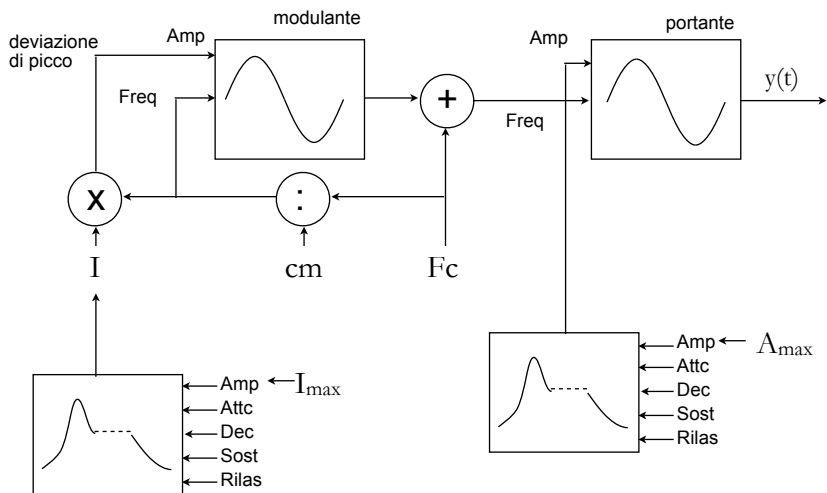 modulante
portante
deviazione
di picco
Amp
Amp
y(t)
Freq
+
Freq
x
:
I
cm
Fc
Amp
Amax
Attc
Dec
Sost
Rilas
Amp
Imax
Attc
Dec
Sost
Rilas